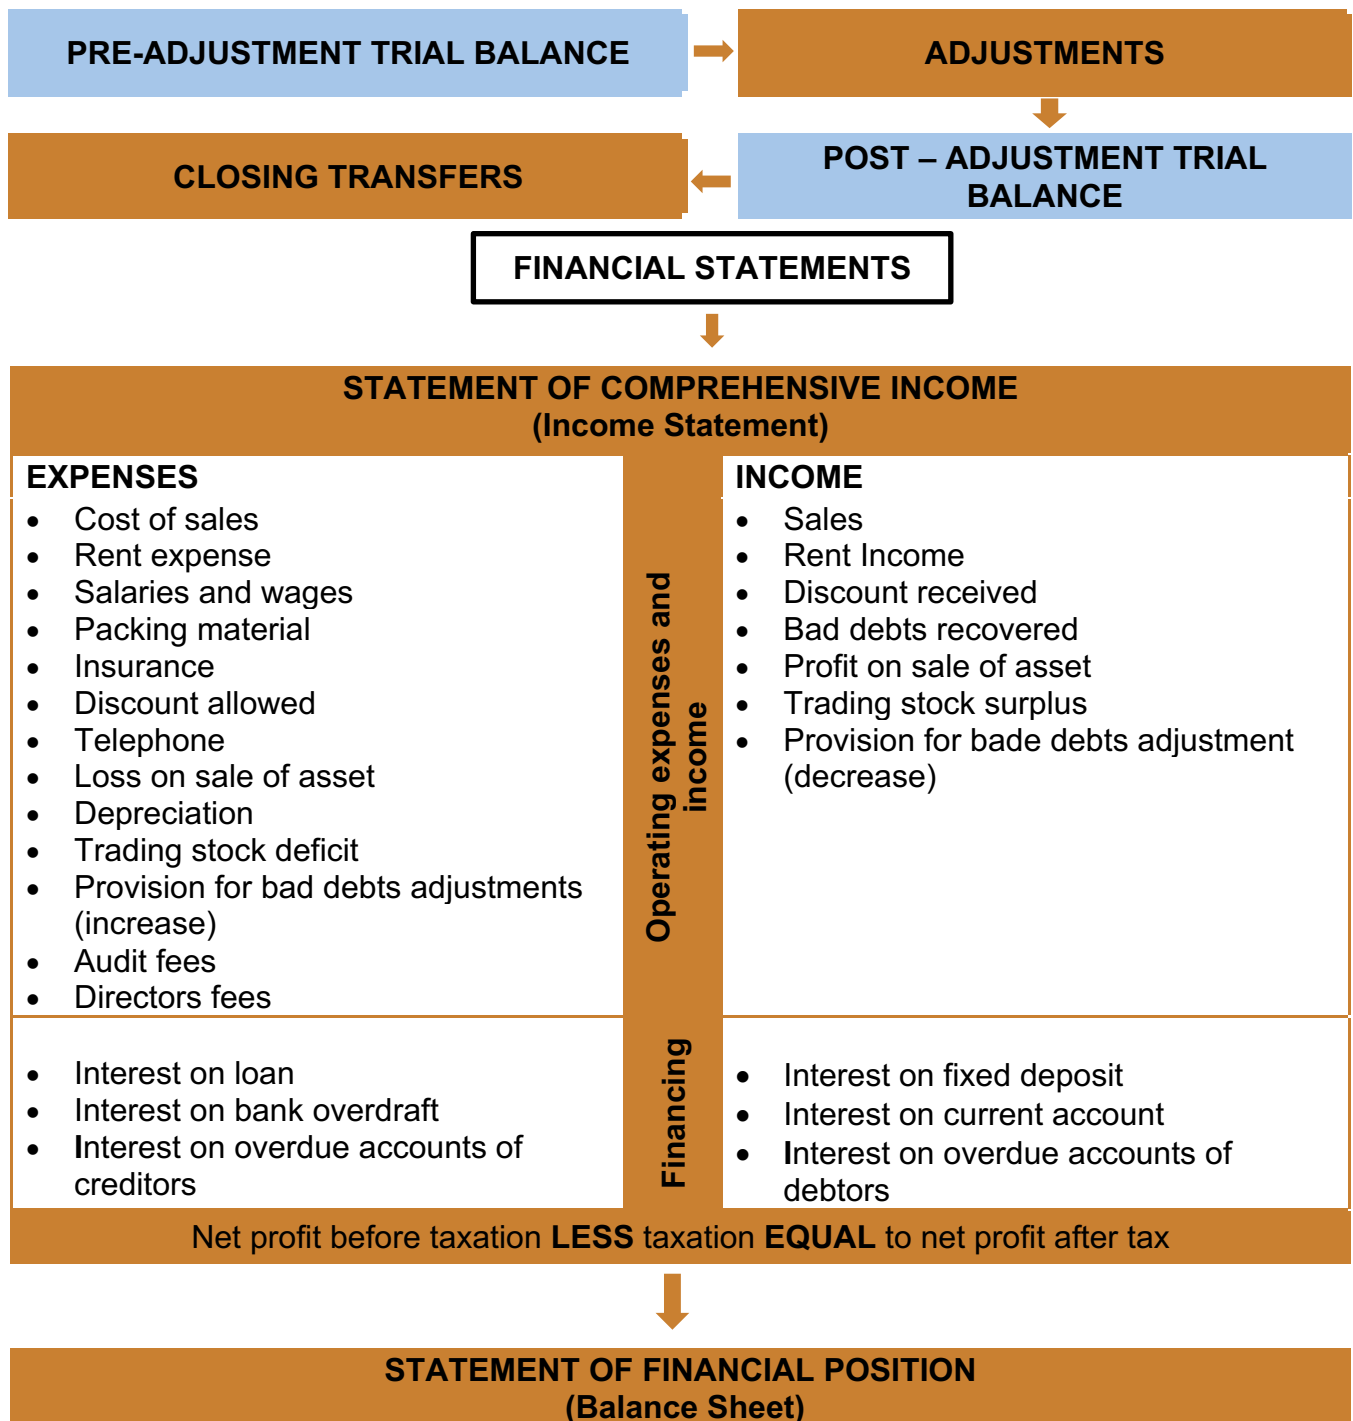 PRE-ADJUSTMENT TRIAL BALANCE
ADJUSTMENTS
CLOSING TRANSFERS
POST – ADJUSTMENT TRIAL
BALANCE
FINANCIAL STATEMENTS
STATEMENT OF COMPREHENSIVE INCOME
(Income Statement)
EXPENSES
• Cost of sales
• Rent expense
• Salaries and wages
• Packing material
• Insurance
• Discount allowed
• Telephone
• Loss on sale of asset
• Depreciation
• Trading stock deficit
• Provision for bad debts adjustments
(increase)
• Audit fees
• Directors fees
Operating expenses and
income
INCOME
• Sales
• Rent Income
• Discount received
• Bad debts recovered
• Profit on sale of asset
• Trading stock surplus
• Provision for bade debts adjustment
(decrease)
• Interest on loan
• Interest on bank overdraft
• Interest on overdue accounts of
creditors
Financing
• Interest on fixed deposit
• Interest on current account
• Interest on overdue accounts of
debtors
Net profit before taxation LESS taxation EQUAL to net profit after tax
STATEMENT OF FINANCIAL POSITION
(Balance Sheet)